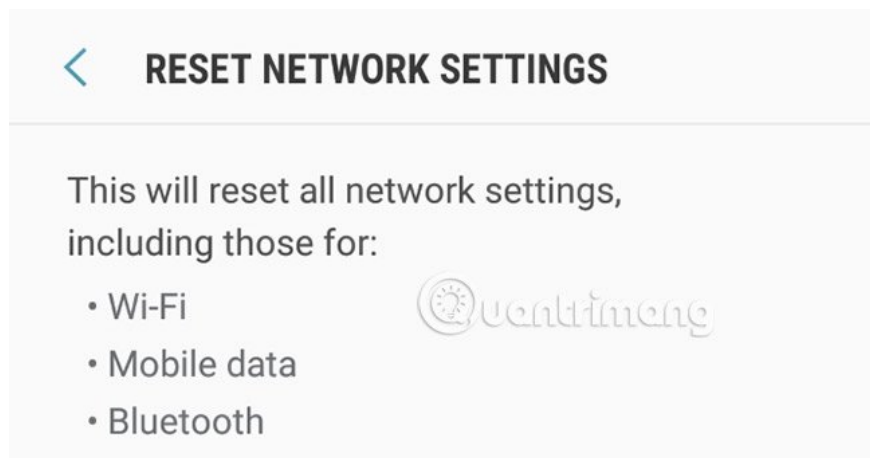 RESET NETWORK SETTINGS
This will reset all network settings,
including those for:
• Wi-Fi
Quantrimang
• Mobile data
• Bluetooth